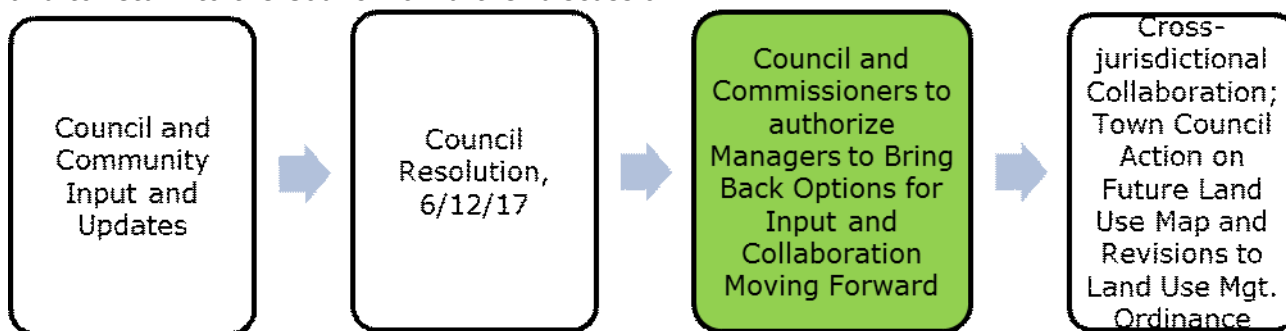 Council and
Community
Input and
Updates
Council
Resolution,
6/12/17
Council and
Commissioners to
authorize
Managers to Bring
Back Options for
Input and
Collaboration
Moving Forward
Cross-
jurisdictional
Collaboration;
Town Council
Action on
Future Land
Use Map and
Revisions to
Land Use Mgt.
Ordinance